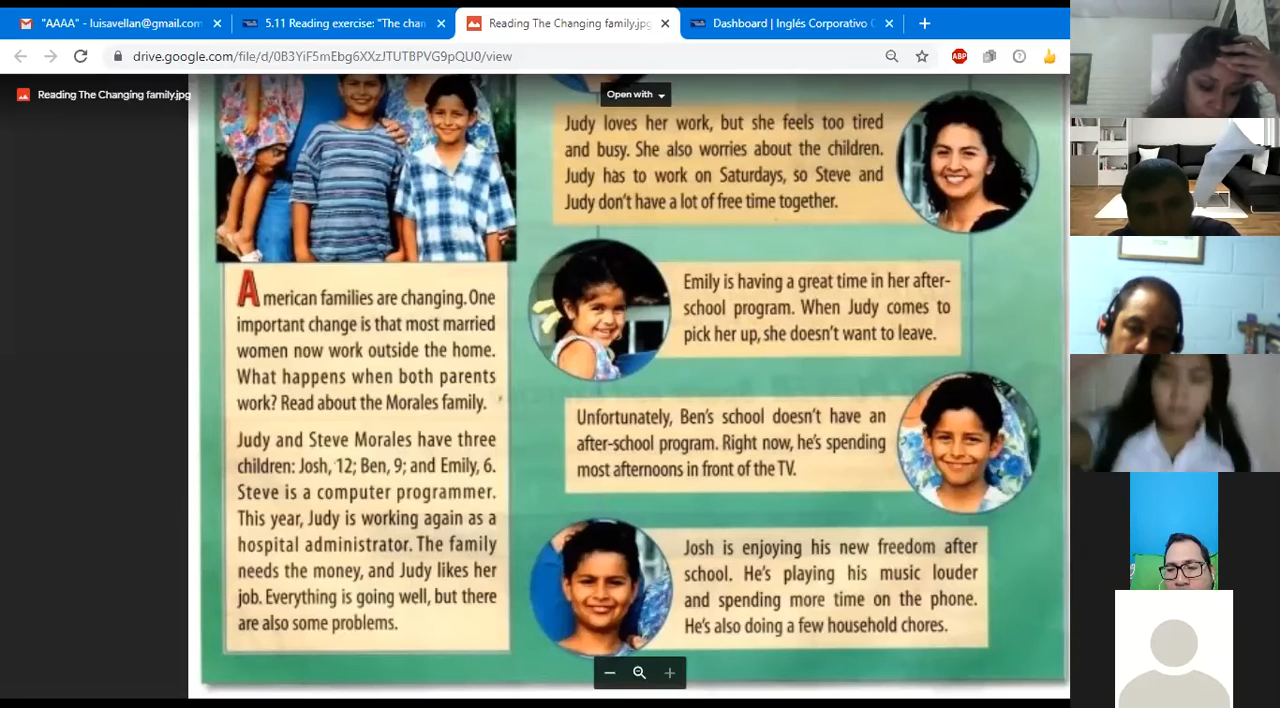 "AAAA" - luisavellan@gmail.com
5.11 Reading exercise: "The chan
Reading The Changing family.jpg
Dashboard | Inglés Corporativo
drive.google.com/file/d/0B3YiF5mEbg6XXzJTUTBPVG9pQU0/view
ABP
Reading The Changing family.jpg
Open with
Judy loves her work, but she feels too tired
and busy. She also worries about the children.
Judy has to work on Saturdays, so Steve and
Judy don't have a lot of free time together.
Emily is having a great time in her after-
school program. When Judy comes to
pick her up, she doesn't want to leave.
American families are changing. One
important change is that most married
women now work outside the home.
What happens when both parents
work? Read about the Morales family.
Judy and Steve Morales have three
children: Josh, 12; Ben, 9; and Emily, 6.
Steve is a computer programmer.
This year, Judy is working again as a
hospital administrator. The family
needs the money, and Judy likes her
job. Everything is going well, but there
are also some problems.
Unfortunately, Ben's school doesn't have an
after-school program. Right now, he's spending
most afternoons in front of the TV.
Josh is enjoying his new freedom after
school. He's playing his music louder
and spending more time on the phone.
He's also doing a few household chores.